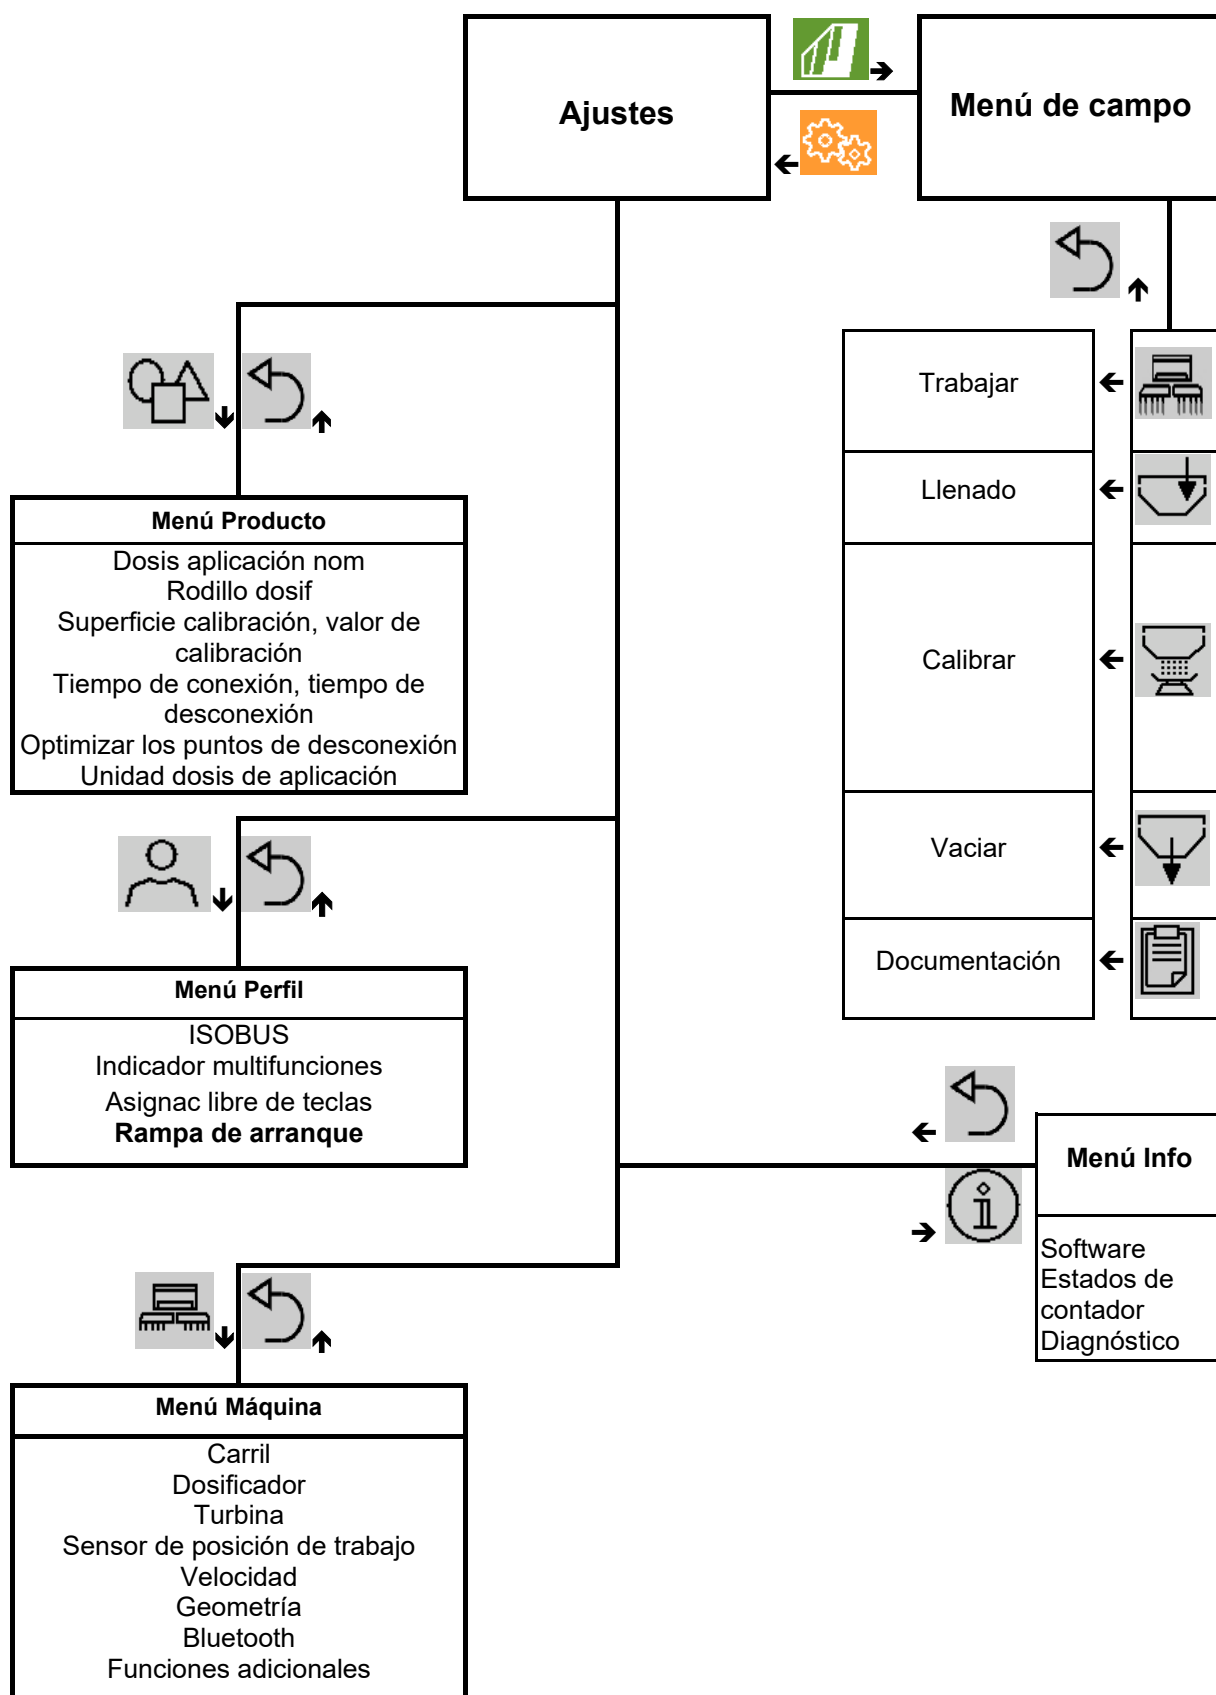 Ajustes
Menú de campo
Trabajar
Llenado
Calibrar
Vaciar
Documentación
Menú Producto
Dosis aplicación nom
Rodillo dosif
Superficie calibración, valor de
calibración
Tiempo de conexión, tiempo de
desconexión
Optimizar los puntos de desconexión
Unidad dosis de aplicación
Menú Perfil
ISOBUS
Indicador multifunciones
Asignac libre de teclas
Rampa de arranque
Menú Info
Software
Estados de
contador
Diagnóstico
Menú Máquina
Carril
Dosificador
Turbina
Sensor de posición de trabajo
Velocidad
Geometría
Bluetooth
Funciones adicionales